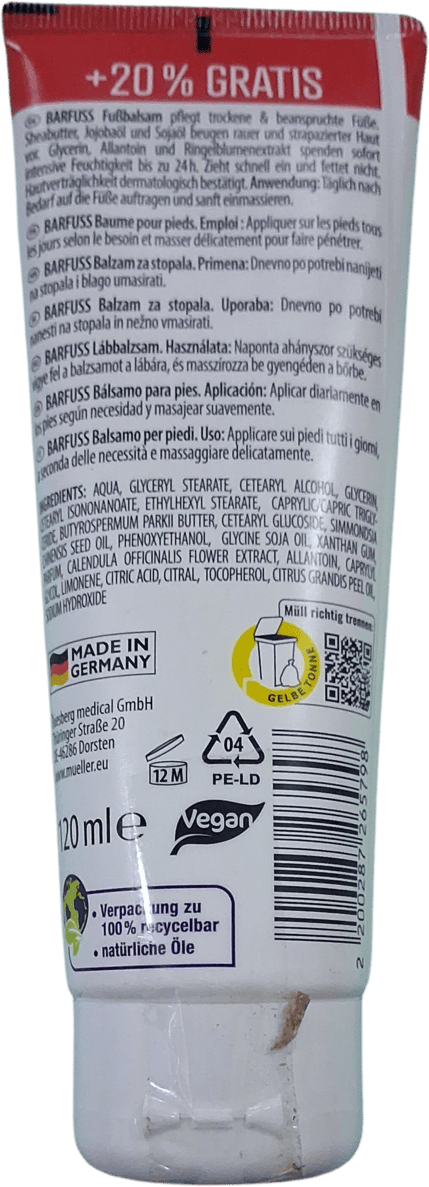 +20 % GRATIS
BARFUSS Fußbalsam pflegt trockene & beanspruchte Füße.
Sheabutter, Jojobaöl und Sojaöl beugen rauer und strapazierter Haut
vor. Glycerin, Allantoin und Ringelblumenextrakt spenden sofort
intensive Feuchtigkeit bis zu 24h. Zieht schnell ein und fettet nicht.
Hautverträglichkeit dermatologisch bestätigt. Anwendung: Täglich nach
Bedarf auf die Füße auftragen und sanft einmassieren.
BARFUSS Baume pour pieds. Emploi : Appliquer sur les pieds tous
les jours selon le besoin et masser délicatement pour faire pénétrer.
BARFUSS Balzam za stopala. Primena: Dnevno po potrebi nanijeti
na stopala i blago umasirati.
BARFUSS Balzam za stopala. Uporaba: Dnevno po potrebi
nanesti na stopala in nežno vmasirati.
BARFUSS Lábbalzsam. Használata: Naponta ahányszor szükséges
vigye fel a balzsamot a lábára, és masszírozza be gyengéden a bőrbe.
BARFUSS Bálsamo para pies. Aplicación: Aplicar diariamente en
los pies según necesidad y masajear suavemente.
BARFUSS Balsamo per piedi. Uso: Applicare sui piedi tutti i giorni,
a seconda delle necessità e massaggiare delicatamente.
INGREDIENTS: AQUA, GLYCERYL STEARATE, CETEARYL ALCOHOL, GLYCERIN
STEARYL ISONONANOATE, ETHYLHEXYL STEARATE, CAPRYLIC/CAPRIC TRIGLY-
RIDE, BUTYROSPERMUM PARKII BUTTER, CETEARYL GLUCOSIDE, SIMMONDSIA
CHINENSIS SEED OIL, PHENOXYETHANOL, GLYCINE SOJA OIL, XANTHAN GUM,
PARFUM, CALENDULA OFFICINALIS FLOWER EXTRACT, ALLANTOIN, CAPRYLYL
GLYCOL, LIMONENE, CITRIC ACID, CITRAL, TOCOPHEROL, CITRUS GRANDIS PEEL OIL,
SODIUM HYDROXIDE
Müll richtig trennen
GELBE TONNE
MADE IN
GERMANY
medical GmbH
Straße 20
46286 Dorsten
www.mueller.eu
12 M
04
PE-LD
120 ml e
Vegan
• Verpackung zu
100 % recycelbar
• natürliche Öle
2 200287 265798